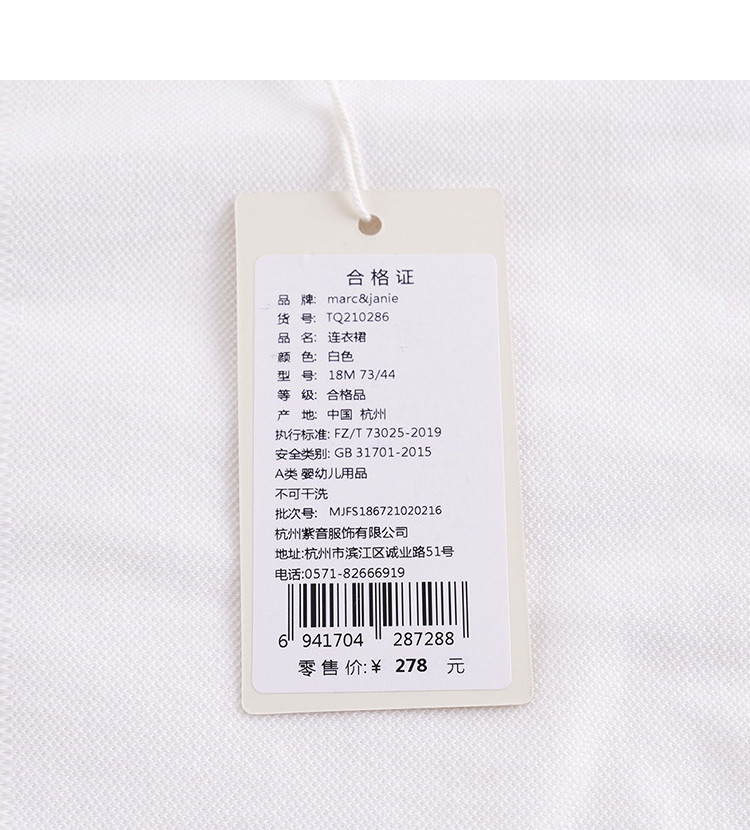 合格证
品 牌: marc&janie
货 号: TQ210286
品 名: 连衣裙
颜 色: 白色
型 号: 18M 73/44
等 级: 合格品
产 地: 中国 杭州
执行标准: FZ/T 73025-2019
安全类别: GB 31701-2015
A类 婴幼儿用品
不可干洗
批次号: MJFS186721020216
杭州紫音服饰有限公司
地址:杭州市滨江区诚业路51号
电话:0571-82666919
6 941704 287288
零售价:¥ 278 元